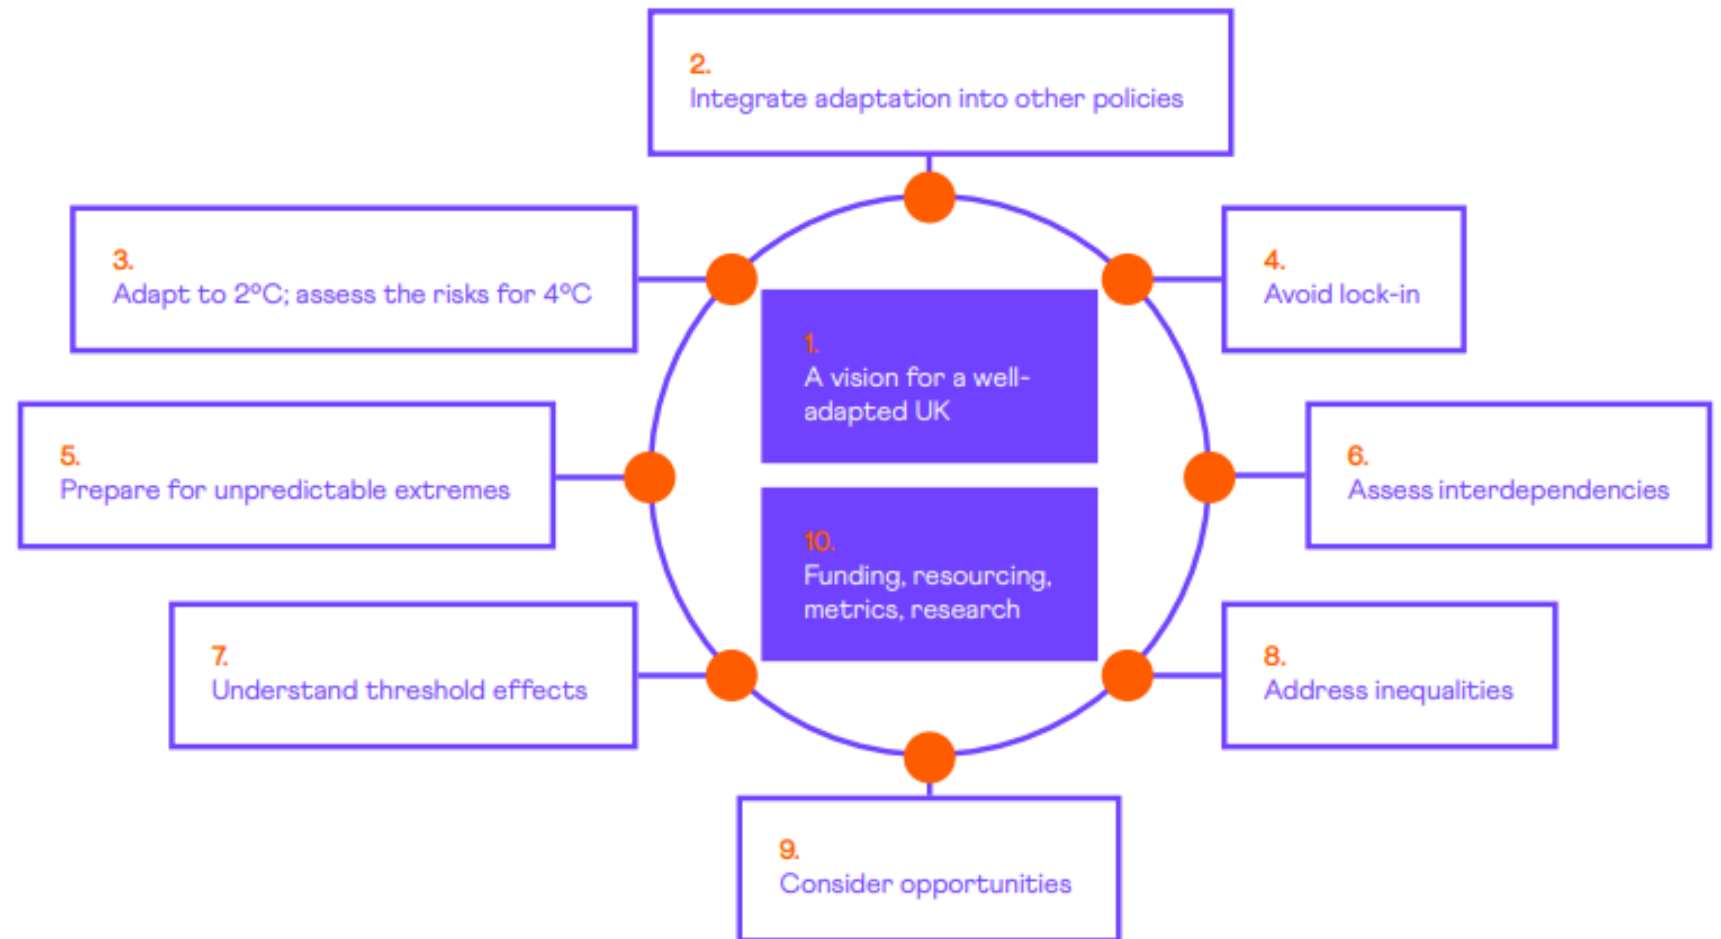 2.
Integrate adaptation into other policies
3.
Adapt to 2°C; assess the risks for 4°C
4.
Avoid lock-in
1.
A vision for a well-
adapted UK
5.
Prepare for unpredictable extremes
6.
Assess interdependencies
10.
Funding, resourcing,
metrics, research
7.
Understand threshold effects
8.
Address inequalities
9.
Consider opportunities